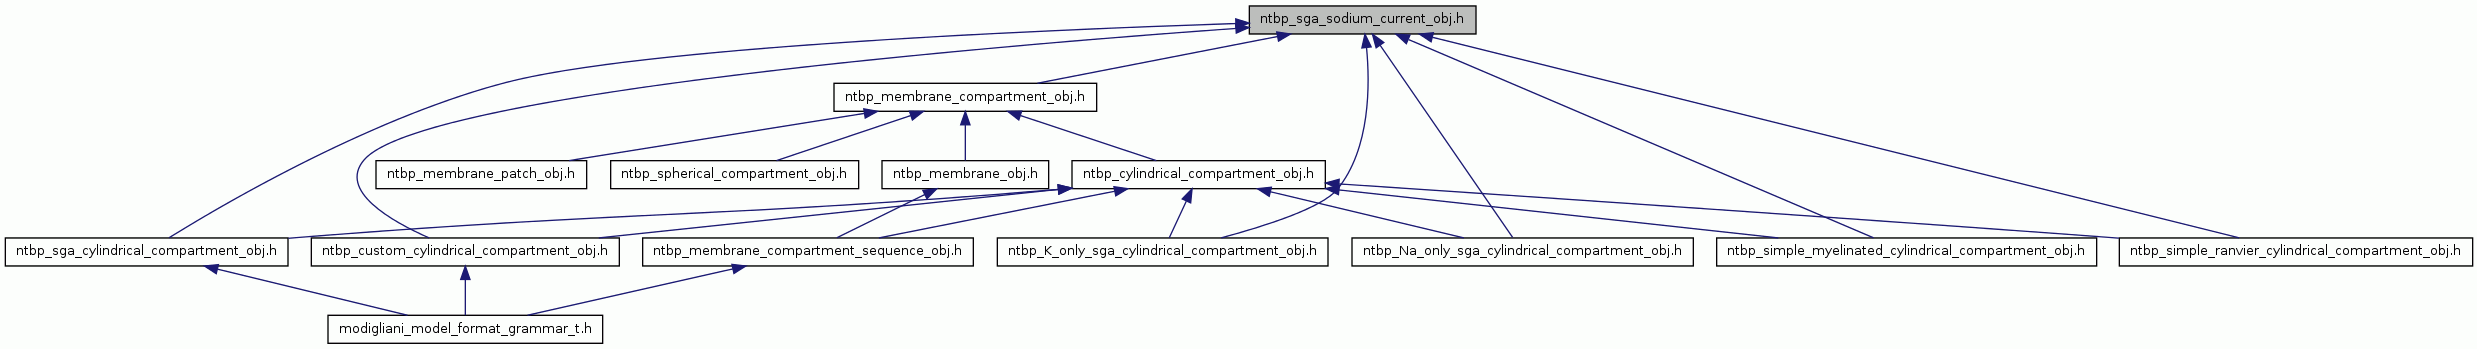 ntbp_sga_sodium_current_obj.h
ntbp_membrane_compartment_obj.h
ntbp_membrane_patch_obj.h
ntbp_spherical_compartment_obj.h
ntbp_membrane_obj.h
ntbp_cylindrical_compartment_obj.h
ntbp_sga_cylindrical_compartment_obj.h
ntbp_custom_cylindrical_compartment_obj.h
ntbp_membrane_compartment_sequence_obj.h
ntbp_K_only_sga_cylindrical_compartment_obj.h
ntbp_Na_only_sga_cylindrical_compartment_obj.h
ntbp_simple_myelinated_cylindrical_compartment_obj.h
ntbp_simple_ranvier_cylindrical_compartment_obj.h
modigliani_model_format_grammar_t.h